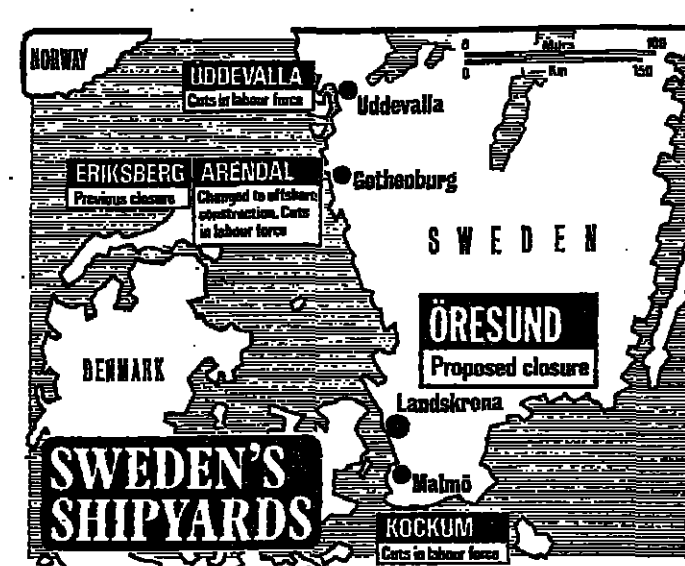 NORWAY
0 Miles 100
0 Km 150
UDDEVALLA
Cuts in labour force
Uddevalla
ERIKSBERG
Previous closure
ARENDAL
Changed to offshore
construction. Cuts
in labour force
Gothenburg
SWEDEN
ÖRESUND
Proposed closure
DENMARK
Landskrona
SWEDEN'S
SHIPYARDS
Malmö
KOCKUM
Cuts in labour force